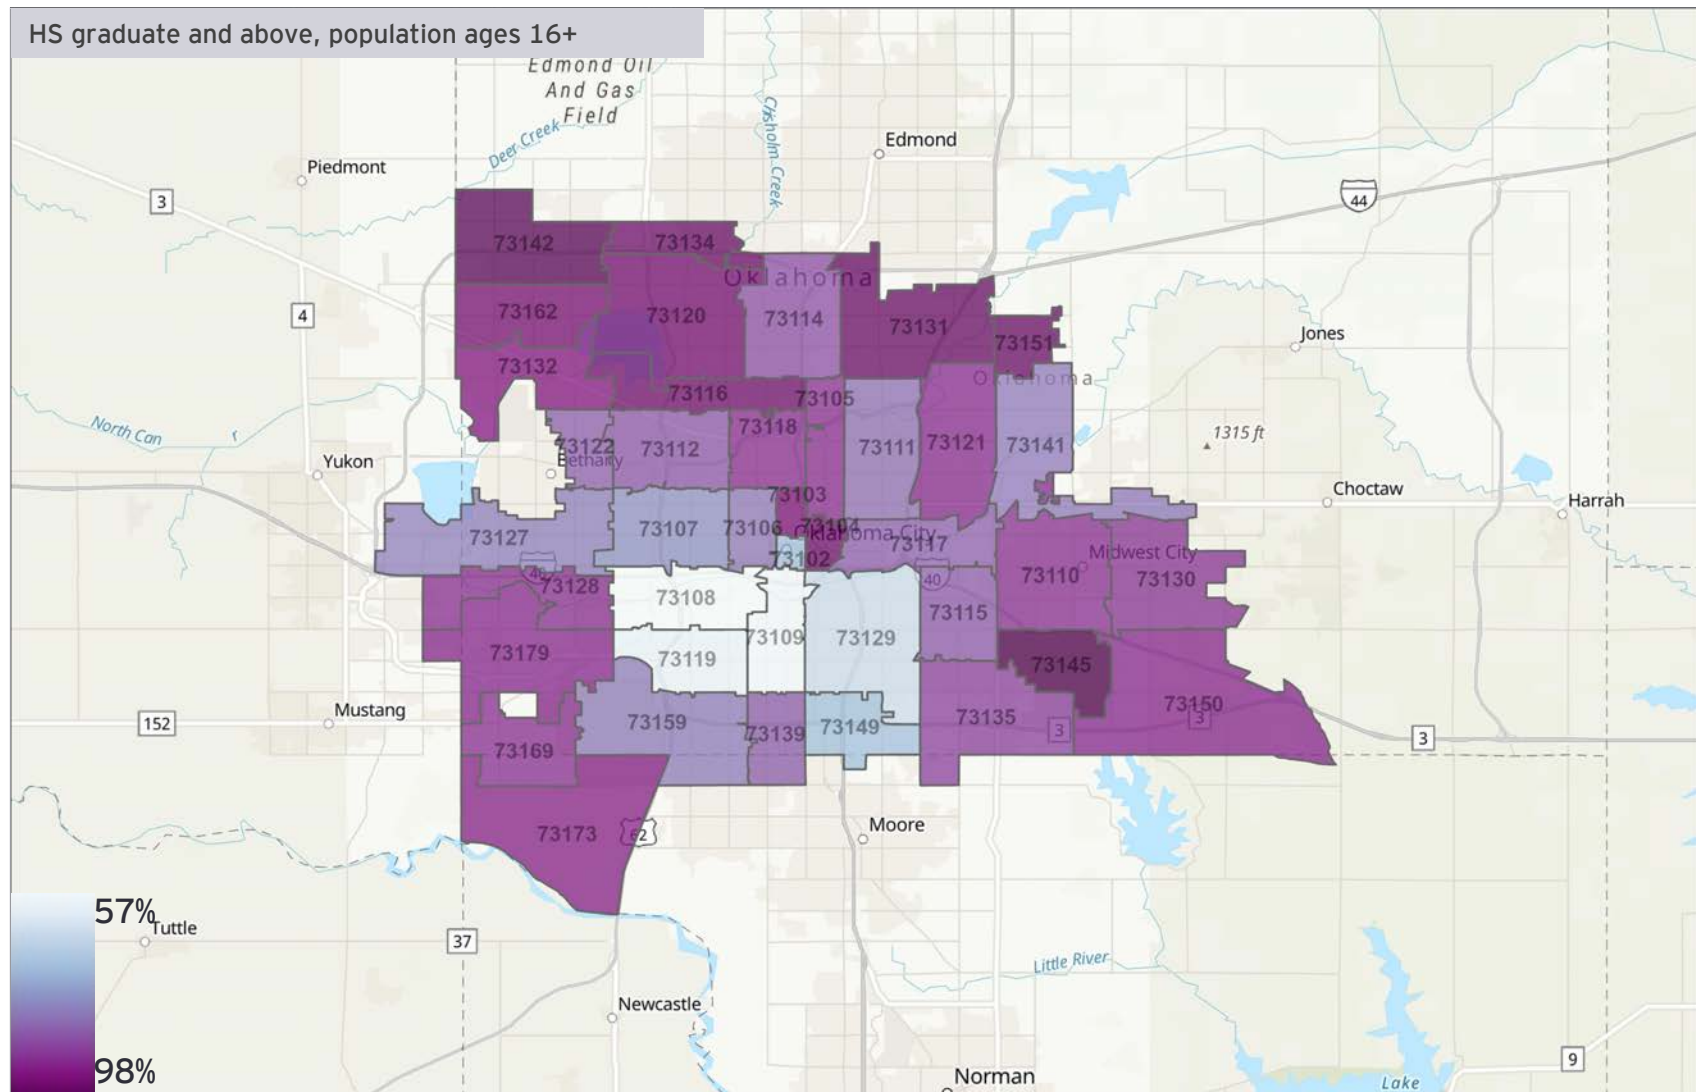 HS graduate and above, population ages 16+
Edmond Oil
And Gas
Field
Deer Creek
Chisholm Creek
Edmond
Piedmont
3
44
73142
73134
Oklahoma
4
73162
73120
73114
73131
73151
Jones
73132
Oklahoma
73116
73105
North Can
73118
1315 ft
73122
73112
73111
73121
73141
Yukon
Bethany
Choctaw
Harrah
73103
73127
73107
73106
73104
Oklahoma City
73117
73102
Midwest City
40
73128
73110
73130
40
73108
73115
73109
73129
73179
73119
73145
Mustang
152
73159
73139
73149
73135
3
73150
3
3
73169
73173
62
Moore
57%
Tuttle
37
Little River
Newcastle
98%
Norman
9
Lake